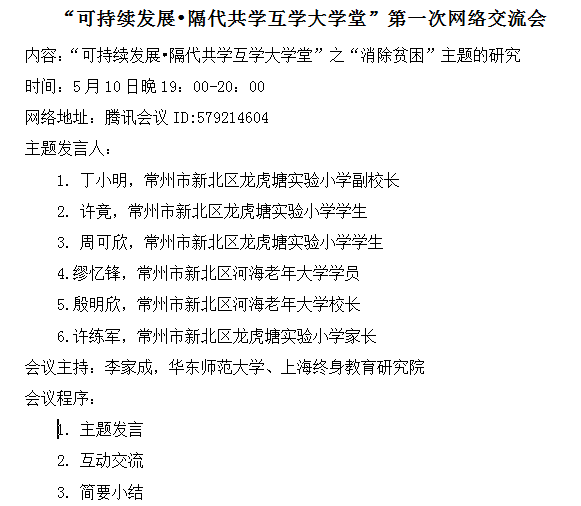 “可持续发展•隔代共学互学大学堂”第一次网络交流会
内容：“可持续发展•隔代共学互学大学堂”之“消除贫困”主题的研究
时间：5月10日晚19：00-20：00
网络地址：腾讯会议ID:579214604
主题发言人：
1. 丁小明，常州市新北区龙虎塘实验小学副校长
2. 许竟，常州市新北区龙虎塘实验小学学生
3. 周可欣，常州市新北区龙虎塘实验小学学生
4.缪忆锋，常州市新北区河海老年大学学员
5.殷明欣，常州市新北区河海老年大学校长
6.许练军，常州市新北区龙虎塘实验小学家长
会议主持：李家成，华东师范大学、上海终身教育研究院
会议程序：
1. 主题发言
2. 互动交流
3. 简要小结